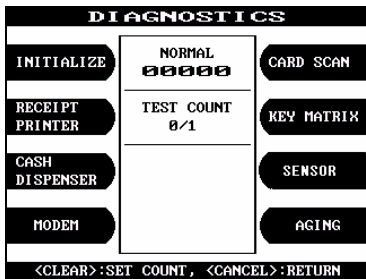 DIAGNOSTICS
INITIALIZE
NORMAL
00000
CARD SCAN
RECEIPT
PRINTER
TEST COUNT
0/1
KEY MATRIX
CASH
DISPENSER
SENSOR
MODEM
AGING
<CLEAR>:SET COUNT, <CANCEL>:RETURN